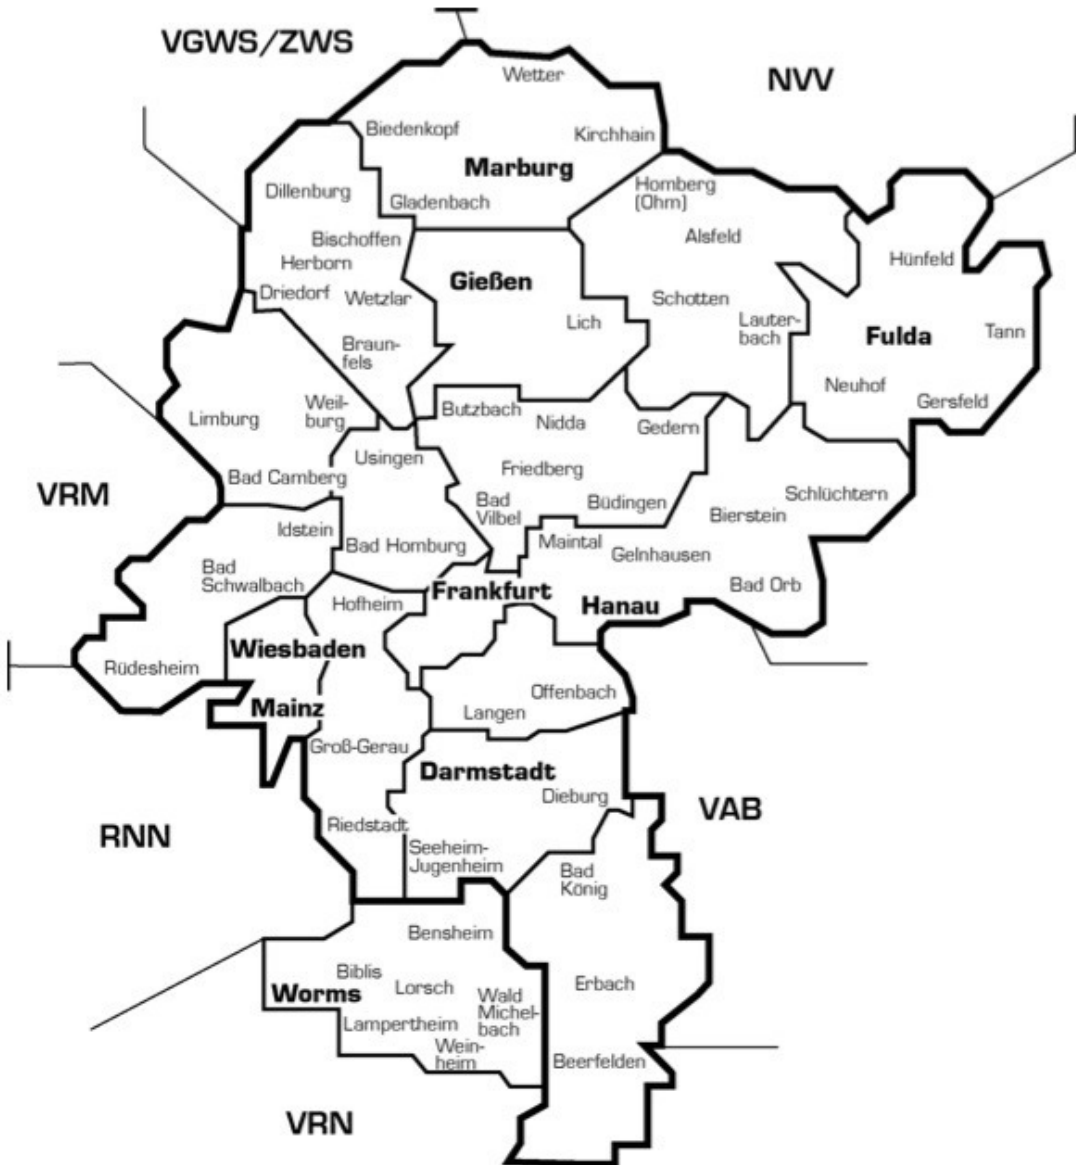 VGWS/ZWS
Wetter
NVV
Biedenkopf
Kirchhain
Marburg
Dillenburg
Homberg
(Ohm)
Gladenbach
Alsfeld
Bischoffen
Herborn
Hünfeld
Gießen
Driedorf
Wetzlar
Schotten
Lich
Lauter-
bach
Fulda
Tann
Braun-
fels
Neuhof
Gersfeld
Weil-
burg
Limburg
Butzbach
Nidda
Gedern
Usingen
Friedberg
Bad Camberg
VRM
Schlüchtern
Bad
Vilbel
Büdingen
Bierstein
Idstein
Bad Homburg
Maintal
Gelnhausen
Bad
Schwalbach
Bad Orb
Frankfurt
Hofheim
Hanau
Wiesbaden
Rüdesheim
Offenbach
Mainz
Langen
Groß-Gerau
Darmstadt
Dieburg
VAB
RNN
Riedstadt
Seeheim-
Jugenheim
Bad
König
Bensheim
Biblis
Erbach
Worms
Lorsch
Wald
Michel-
bach
Lampertheim
Wein-
heim
Beerfelden
VRN